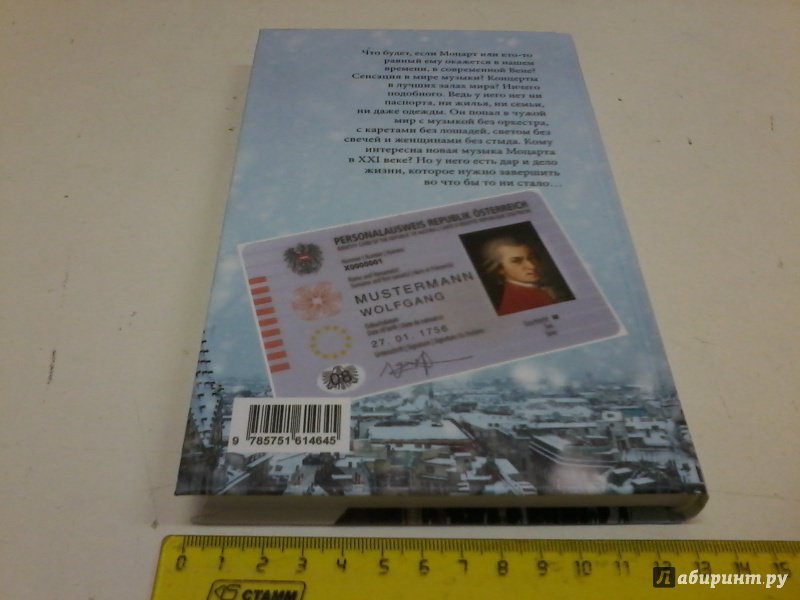 Что будет, если Моцарт или кто-то
равный ему окажется в нашем
времени, в современной Вене?
Сенсация в мире музыки? Концерты
в лучших залах мира? Ничего
подобного. Ведь у него нет ни
паспорта, ни жилья, ни семьи,
ни даже одежды. Он попал в чужой
мир с музыкой без оркестра,
с каретами без лошадей, светом без
свечей и женщинами без стыда. Кому
интересна новая музыка Моцарта
в XXI веке? Но у него есть дар и дело
жизни, которое нужно завершить
во что бы то ни стало...
PERSONALAUSWEIS REPUBLIK ÖSTERREICH
X0000001
MUSTERMANN
WOLFGANG
27. 01. 1756
08
9 785751 614645
0 1 2 3 4 5 6 7 8 9 10 11 12 13 14 15
СТАММ
Лабиринт.ру